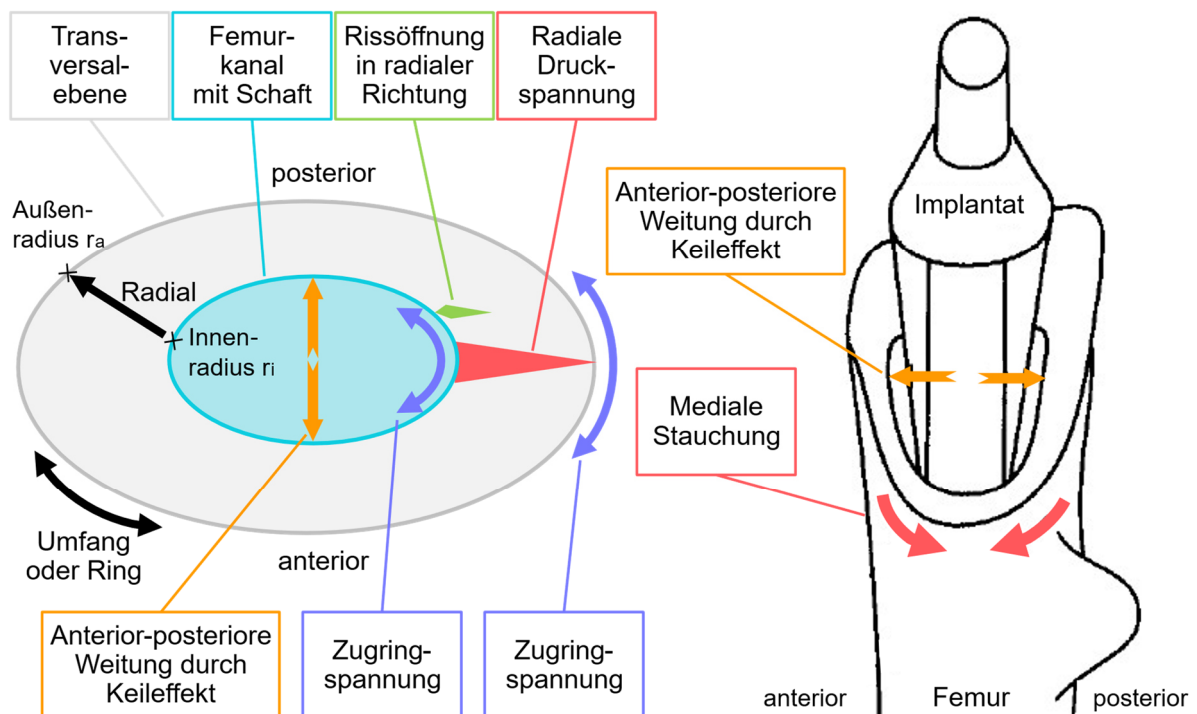 Trans-
versal-
ebene
Femur-
kanal
mit Schaft
Rissöffnung
in radialer
Richtung
Radiale
Druck-
spannung
posterior
Außen-
radius ra
Radial
Innen-
radius ri
Umfang
oder Ring
anterior
Anterior-posteriore
Weitung durch
Keileffekt
Zugring-
spannung
Zugring-
spannung
Anterior-posteriore
Weitung durch
Keileffekt
Implantat
Mediale
Stauchung
anterior
Femur
posterior